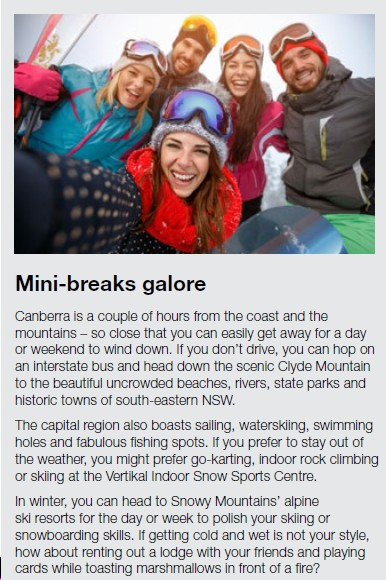 Mini-breaks galore
Canberra is a couple of hours from the coast and the
mountains – so close that you can easily get away for a day
or weekend to wind down. If you don't drive, you can hop on
an interstate bus and head down the scenic Clyde Mountain
to the beautiful uncrowded beaches, rivers, state parks and
historic towns of south-eastern NSW.
The capital region also boasts sailing, waterskiing, swimming
holes and fabulous fishing spots. If you prefer to stay out of
the weather, you might prefer go-karting, indoor rock climbing
or skiing at the Vertikal Indoor Snow Sports Centre.
In winter, you can head to Snowy Mountains' alpine
ski resorts for the day or week to polish your skiing or
snowboarding skills. If getting cold and wet is not your style,
how about renting out a lodge with your friends and playing
cards while toasting marshmallows in front of a fire?